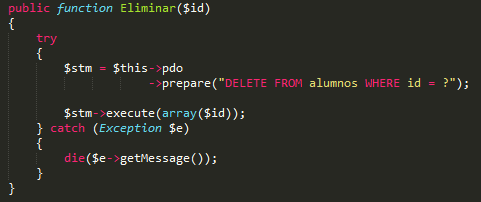 public function Eliminar($id)
{
try
{
$stm = $this->pdo
->prepare("DELETE FROM alumnos WHERE id = ?");
$stm->execute(array($id));
} catch (Exception $e)
{
die($e->getMessage());
}
}